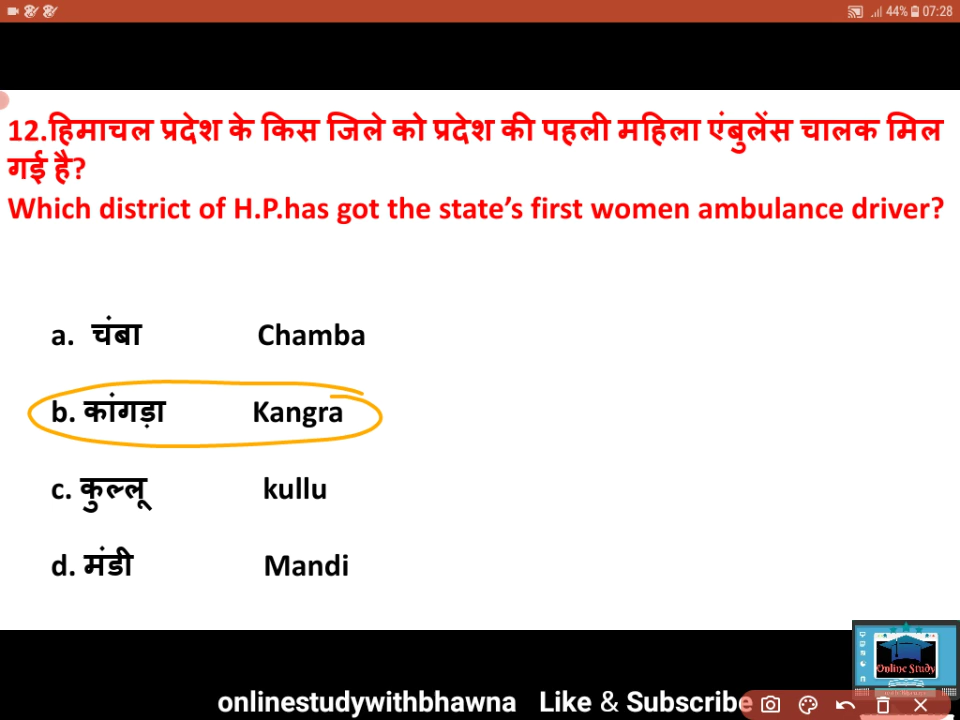 44% 07:28
12.हिमाचल प्रदेश के किस जिले को प्रदेश की पहली महिला एंबुलेंस चालक मिल
गई है?
Which district of H.P.has got the state’s first women ambulance driver?
a. चंबा Chamba
b. कांगड़ा Kangra
c. कुल्लू kullu
d. मंडी Mandi
Online Study
onlinestudywithbhawna Like & Subscribe